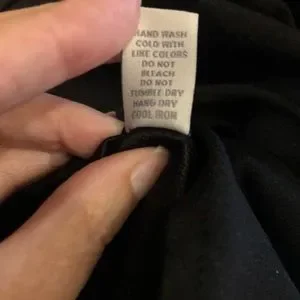 HAND WASH
COLD WITH
LIKE COLORS
DO NOT
BLEACH
DO NOT
TUMBLE DRY
HANG DRY
COOL IRON